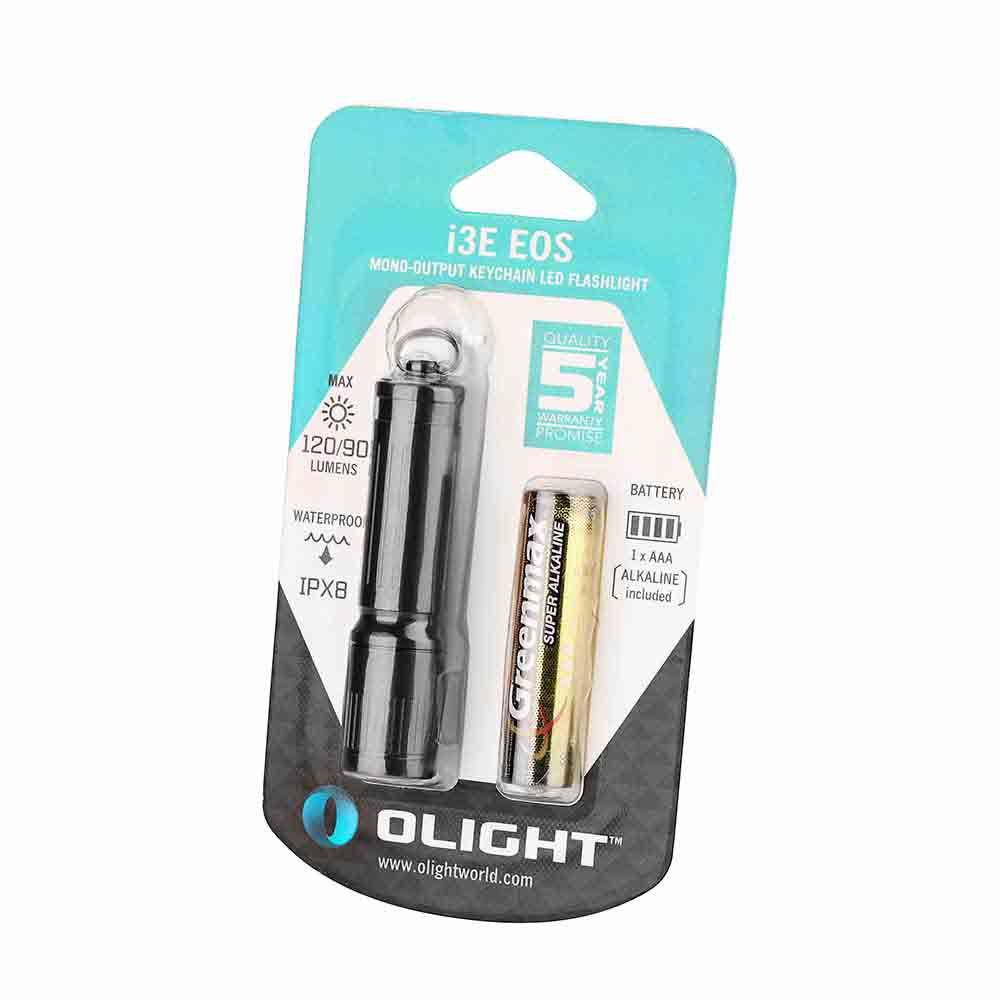 i3E EOS
MONO-OUTPUT KEYCHAIN LED FLASHLIGHT
QUALITY
5 YEAR
WARRANTY
PROMISE
MAX
120/90
LUMENS
WATERPROOF
IPX8
BATTERY
1 x AAA
ALKALINE
included
Greenmax
SUPER ALKALINE
OLIGHT™
www.olightworld.com